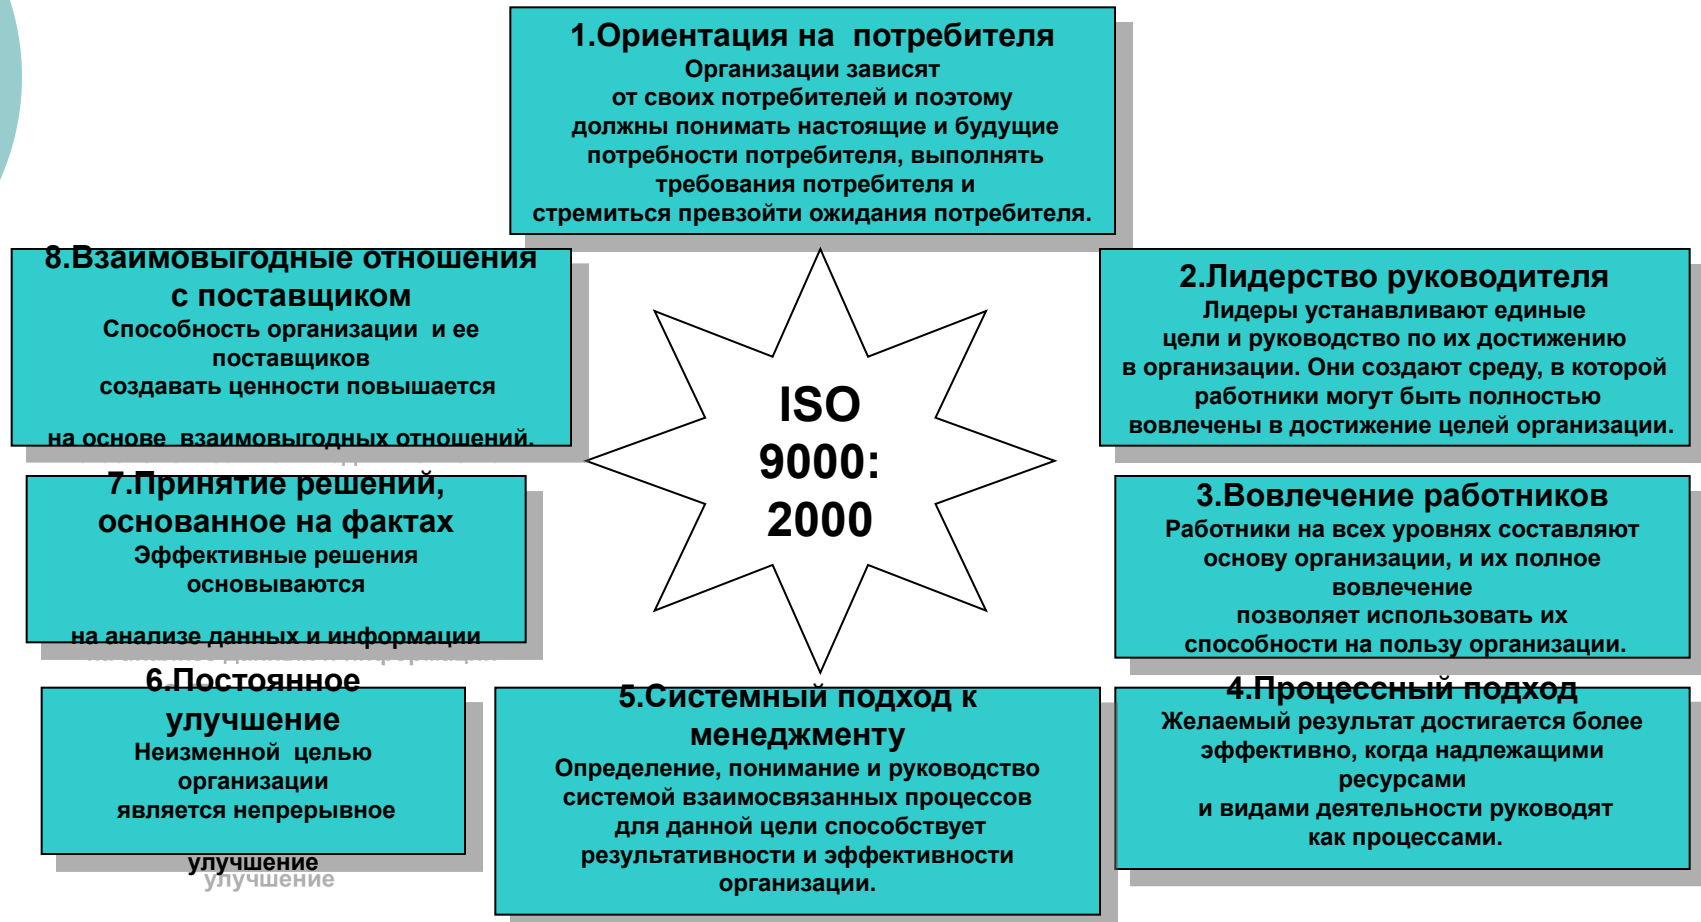 1.Ориентация на потребителя
Организации зависят
от своих потребителей и поэтому
должны понимать настоящие и будущие
потребности потребителя, выполнять
требования потребителя и
стремиться превзойти ожидания потребителя.
2.Лидерство руководителя
Лидеры устанавливают единые
цели и руководство по их достижению
в организации. Они создают среду, в которой
работники могут быть полностью
вовлечены в достижение целей организации.
3.Вовлечение работников
Работники на всех уровнях составляют
основу организации, и их полное
вовлечение
позволяет использовать их
способности на пользу организации.
4.Процессный подход
Желаемый результат достигается более
эффективно, когда надлежащими
ресурсами
и видами деятельности руководят
как процессами.
5.Системный подход к
менеджменту
Определение, понимание и руководство
системой взаимосвязанных процессов
для данной цели способствует
результативности и эффективности
организации.
6.Постоянное
улучшение
Неизменной целью
организации
является непрерывное
улучшение
7.Принятие решений,
основанное на фактах
Эффективные решения
основываются
на анализе данных и информации
8.Взаимовыгодные отношения
с поставщиком
Способность организации и ее
поставщиков
создавать ценности повышается
на основе взаимовыгодных отношений.
ISO
9000:
2000